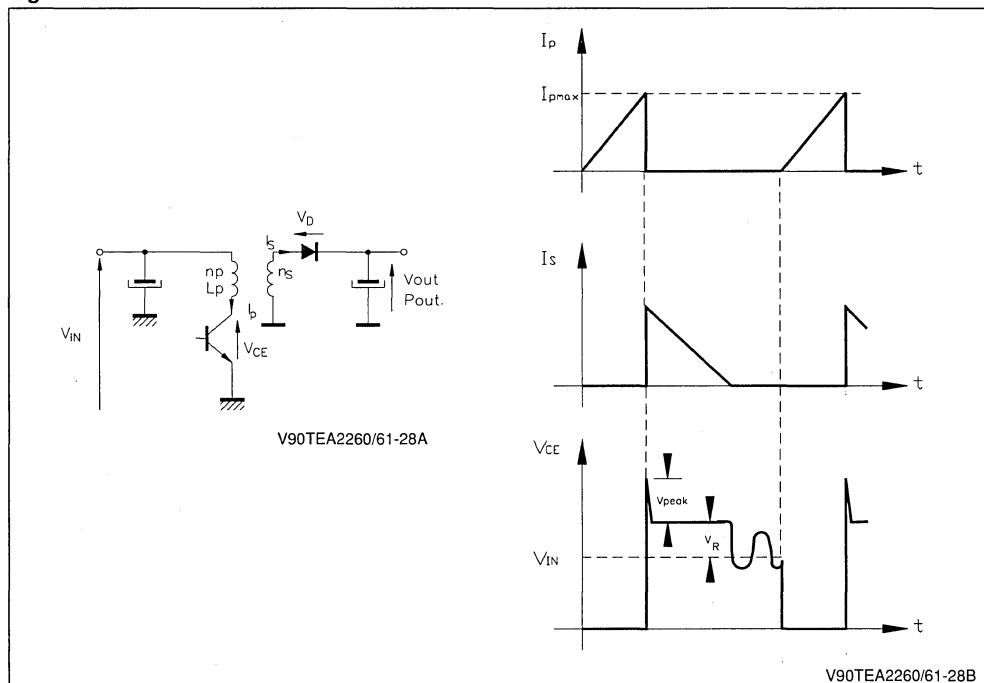 Ip
Ipmax
t
VD
Is
np
Lp
ns
Ip
Vout
Pout.
VIN
VCE
V90TEA2260/61-28A
Is
t
VCE
Vpeak
VR
VIN
t
V90TEA2260/61-28B